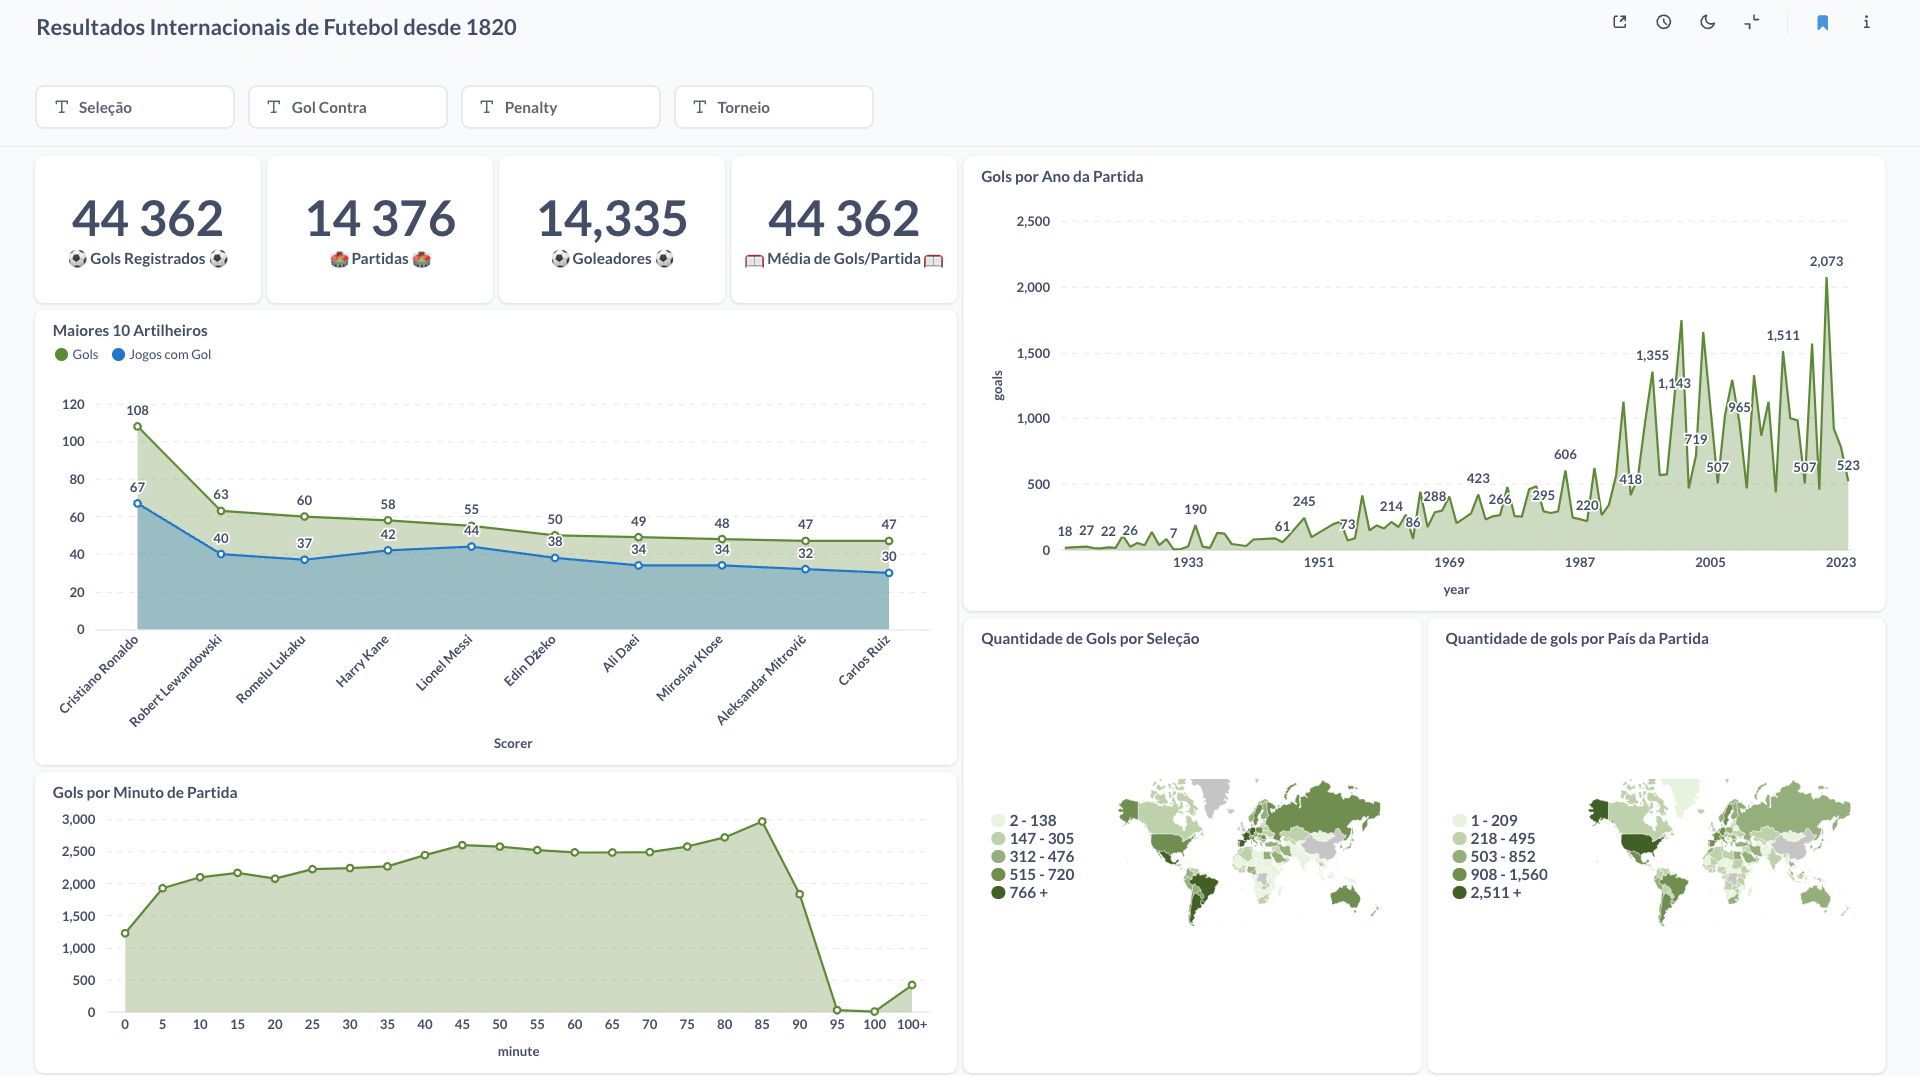 Resultados Internacionais de Futebol desde 1820
Seleção
Gol Contra
Penalty
Torneio
44 362
Gols Registrados
14 376
Partidas
14,335
Goleadores
44 362
Média de Gols/Partida
Maiores 10 Artilheiros
Gols Jogos com Gol
120
100
80
60
40
20
0
108 63 60 58 55 50 49 48 47 47
67 40 37 42 44 38 34 34 32 30
Cristiano Ronaldo
Robert Lewandowski
Romelu Lukaku
Harry Kane
Lionel Messi
Edin Džeko
Ali Daei
Miroslav Klose
Aleksandar Mitrović
Carlos Ruiz
Scorer
Gols por Minuto de Partida
3,000
2,500
2,000
1,500
1,000
500
0
0 5 10 15 20 25 30 35 40 45 50 55 60 65 70 75 80 85 90 95 100 100+
minute
Gols por Ano da Partida
goals
2,500
2,000
1,500
1,000
500
0
18 27 22 26 7 190 61 245 73 214 86 288 423 266 295 606 220 418 1,355 1,143 719 507 965 1,511 507 2,073 523
1933 1951 1969 1987 2005 2023
year
Quantidade de Gols por Seleção
2 - 138
147 - 305
312 - 476
515 - 720
766 +
Quantidade de gols por País da Partida
1 - 209
218 - 495
503 - 852
908 - 1,560
2,511 +